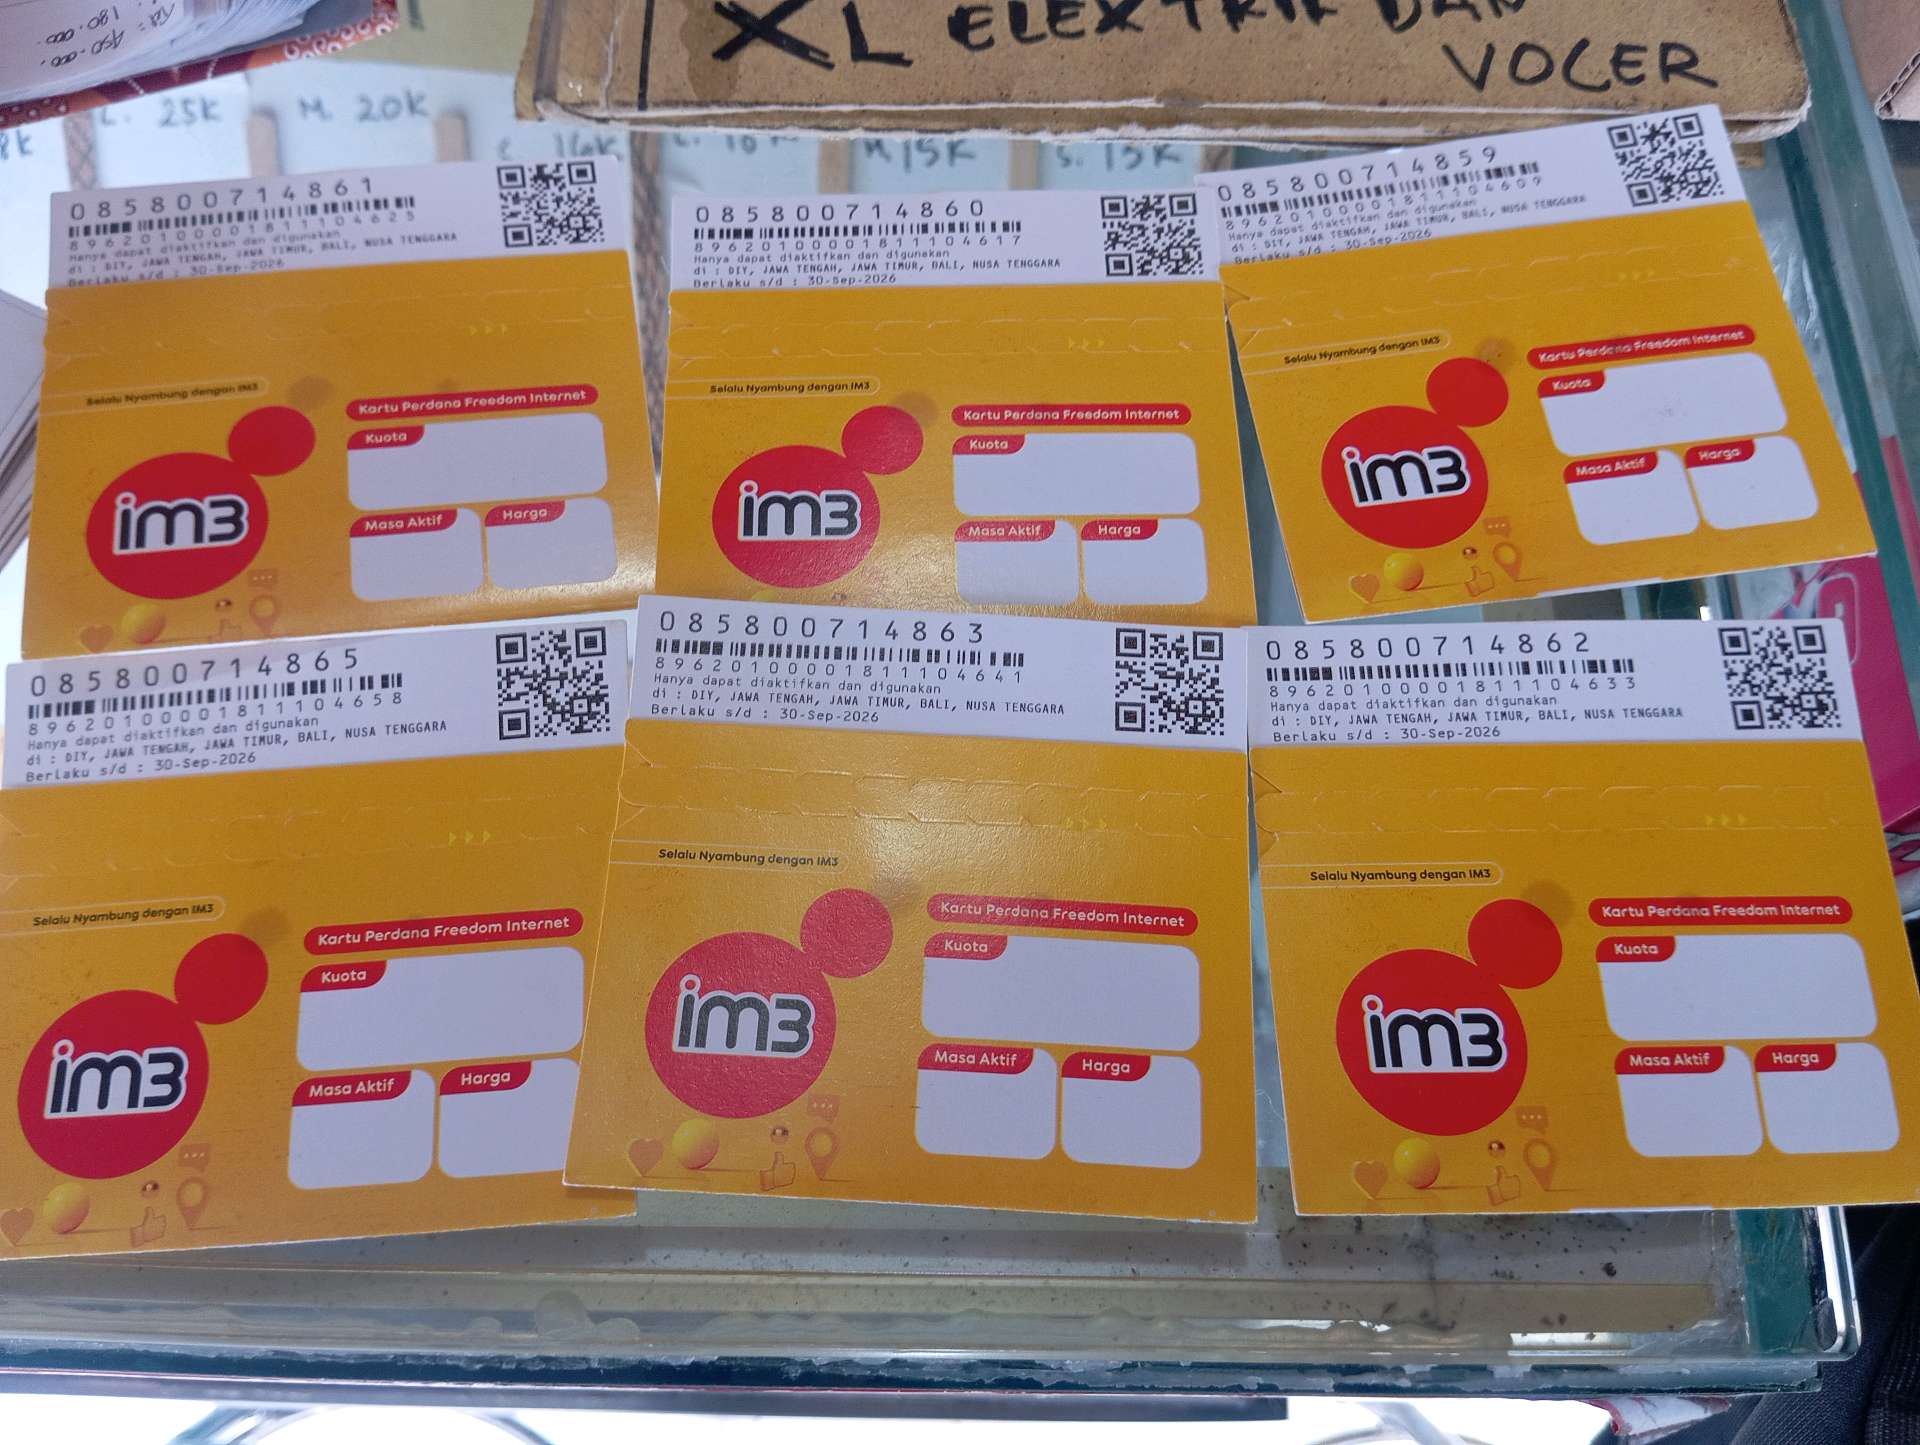 XL ELEKTRIK DAN
VOCER
450.000
180.000
L. 25K
M. 20K
8K
M. 15K
S. 15K
085800714861
89620100001811104625
Hanya dapat diaktifkan dan digunakan
di : DIY, JAWA TENGAH, JAWA TIMUR, BALI, NUSA TENGGARA
Berlaku s/d : 30-Sep-2026
Selalu Nyambung dengan IM3
im3
Kartu Perdana Freedom Internet
Kuota
Masa Aktif
Harga
085800714860
89620100001811104617
Hanya dapat diaktifkan dan digunakan
di : DIY, JAWA TENGAH, JAWA TIMUR, BALI, NUSA TENGGARA
Berlaku s/d : 30-Sep-2026
Selalu Nyambung dengan IM3
im3
Kartu Perdana Freedom Internet
Kuota
Masa Aktif
Harga
085800714859
89620100001811104609
Hanya dapat diaktifkan dan digunakan
di : DIY, JAWA TENGAH, JAWA TIMUR, BALI, NUSA TENGGARA
Berlaku s/d : 30-Sep-2026
Selalu Nyambung dengan IM3
im3
Kartu Perdana Freedom Internet
Kuota
Masa Aktif
Harga
085800714865
89620100001811104658
Hanya dapat diaktifkan dan digunakan
di : DIY, JAWA TENGAH, JAWA TIMUR, BALI, NUSA TENGGARA
Berlaku s/d : 30-Sep-2026
Selalu Nyambung dengan IM3
im3
Kartu Perdana Freedom Internet
Kuota
Masa Aktif
Harga
085800714863
89620100001811104641
Hanya dapat diaktifkan dan digunakan
di : DIY, JAWA TENGAH, JAWA TIMUR, BALI, NUSA TENGGARA
Berlaku s/d : 30-Sep-2026
Selalu Nyambung dengan IM3
im3
Kartu Perdana Freedom Internet
Kuota
Masa Aktif
Harga
085800714862
89620100001811104633
Hanya dapat diaktifkan dan digunakan
di : DIY, JAWA TENGAH, JAWA TIMUR, BALI, NUSA TENGGARA
Berlaku s/d : 30-Sep-2026
Selalu Nyambung dengan IM3
im3
Kartu Perdana Freedom Internet
Kuota
Masa Aktif
Harga